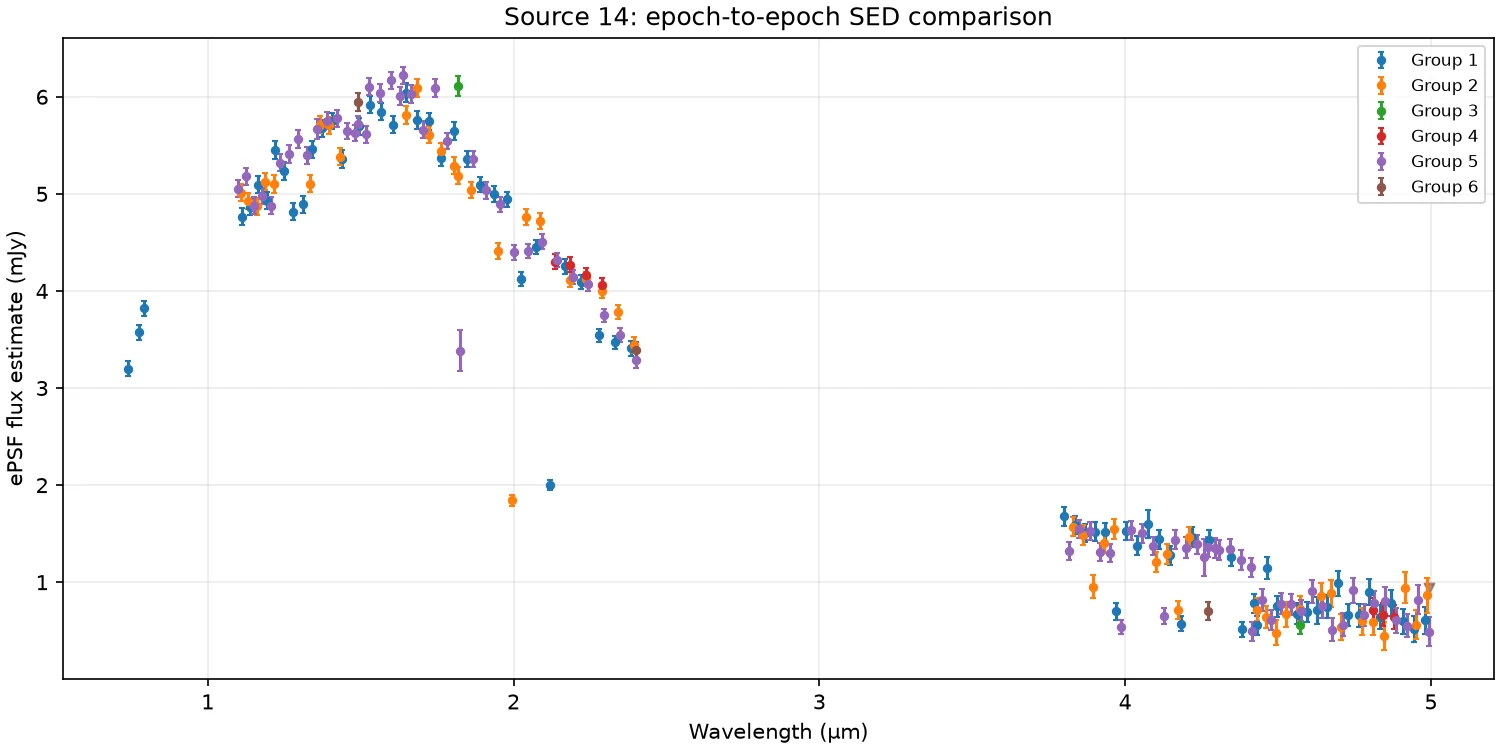 Source 14: epoch-to-epoch SED comparison
ePSF flux estimate (mJy)
6
5
4
3
2
1
Group 1
Group 2
Group 3
Group 4
Group 5
Group 6
1 2 3 4 5
Wavelength (µm)